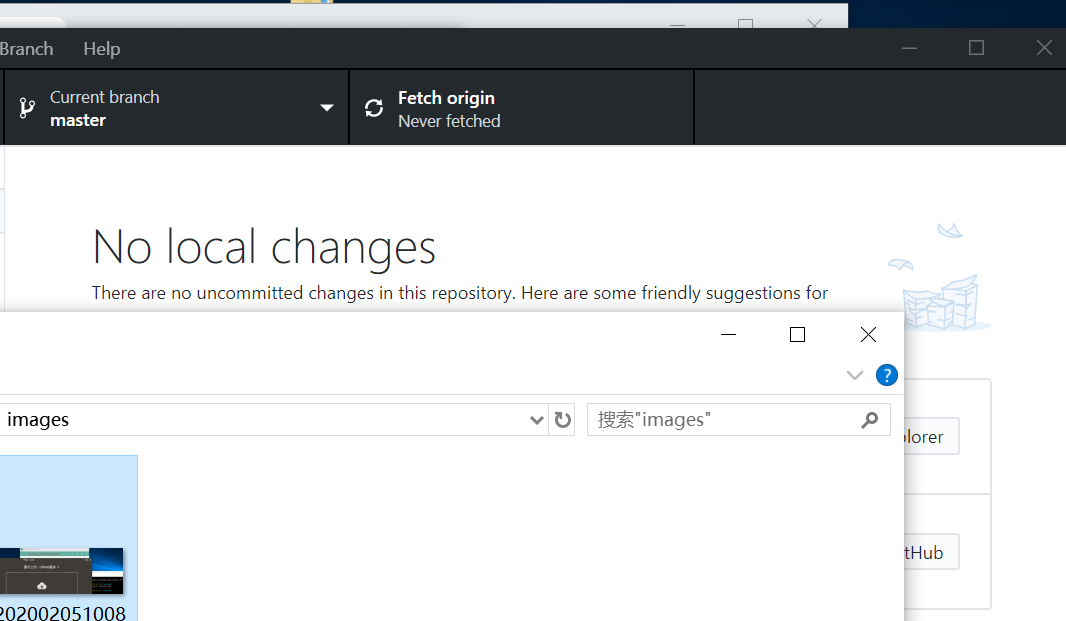 Branch Help
Current branch
master
Fetch origin
Never fetched
No local changes
There are no uncommitted changes in this repository. Here are some friendly suggestions for
images
搜索"images"
?
plorer
tHub
202002051008